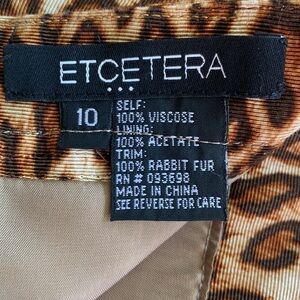 ETCETERA
10
SELF:
100% VISCOSE
LINING:
100% ACETATE
TRIM:
100% RABBIT FUR
RN # 093698
MADE IN CHINA
SEE REVERSE FOR CARE